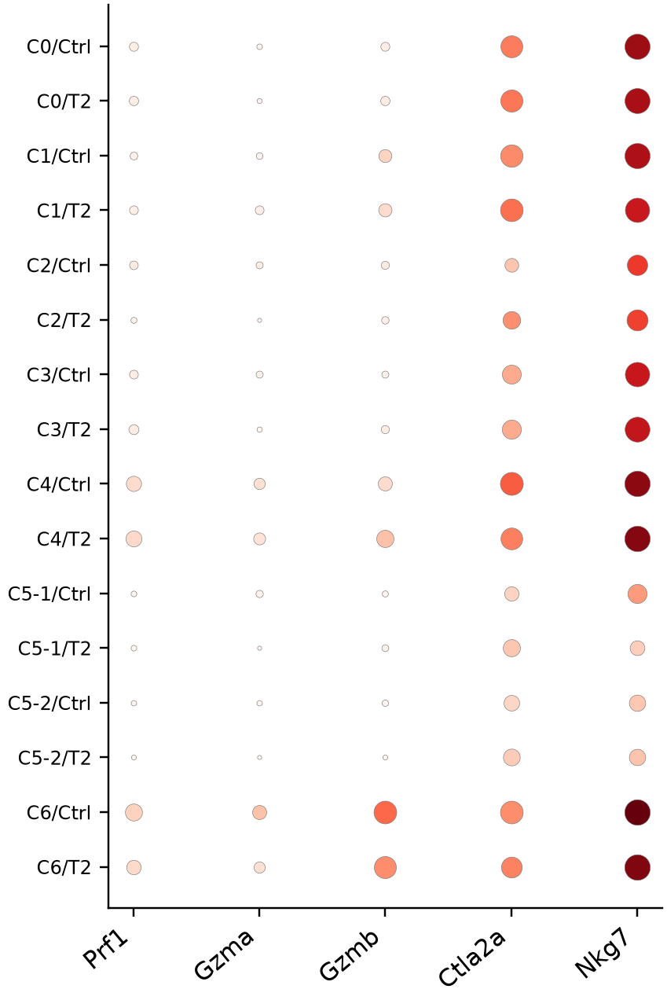 C0/Ctrl
C0/T2
C1/Ctrl
C1/T2
C2/Ctrl
C2/T2
C3/Ctrl
C3/T2
C4/Ctrl
C4/T2
C5-1/Ctrl
C5-1/T2
C5-2/Ctrl
C5-2/T2
C6/Ctrl
C6/T2
Prf1
Gzma
Gzmb
Ctla2a
Nkg7